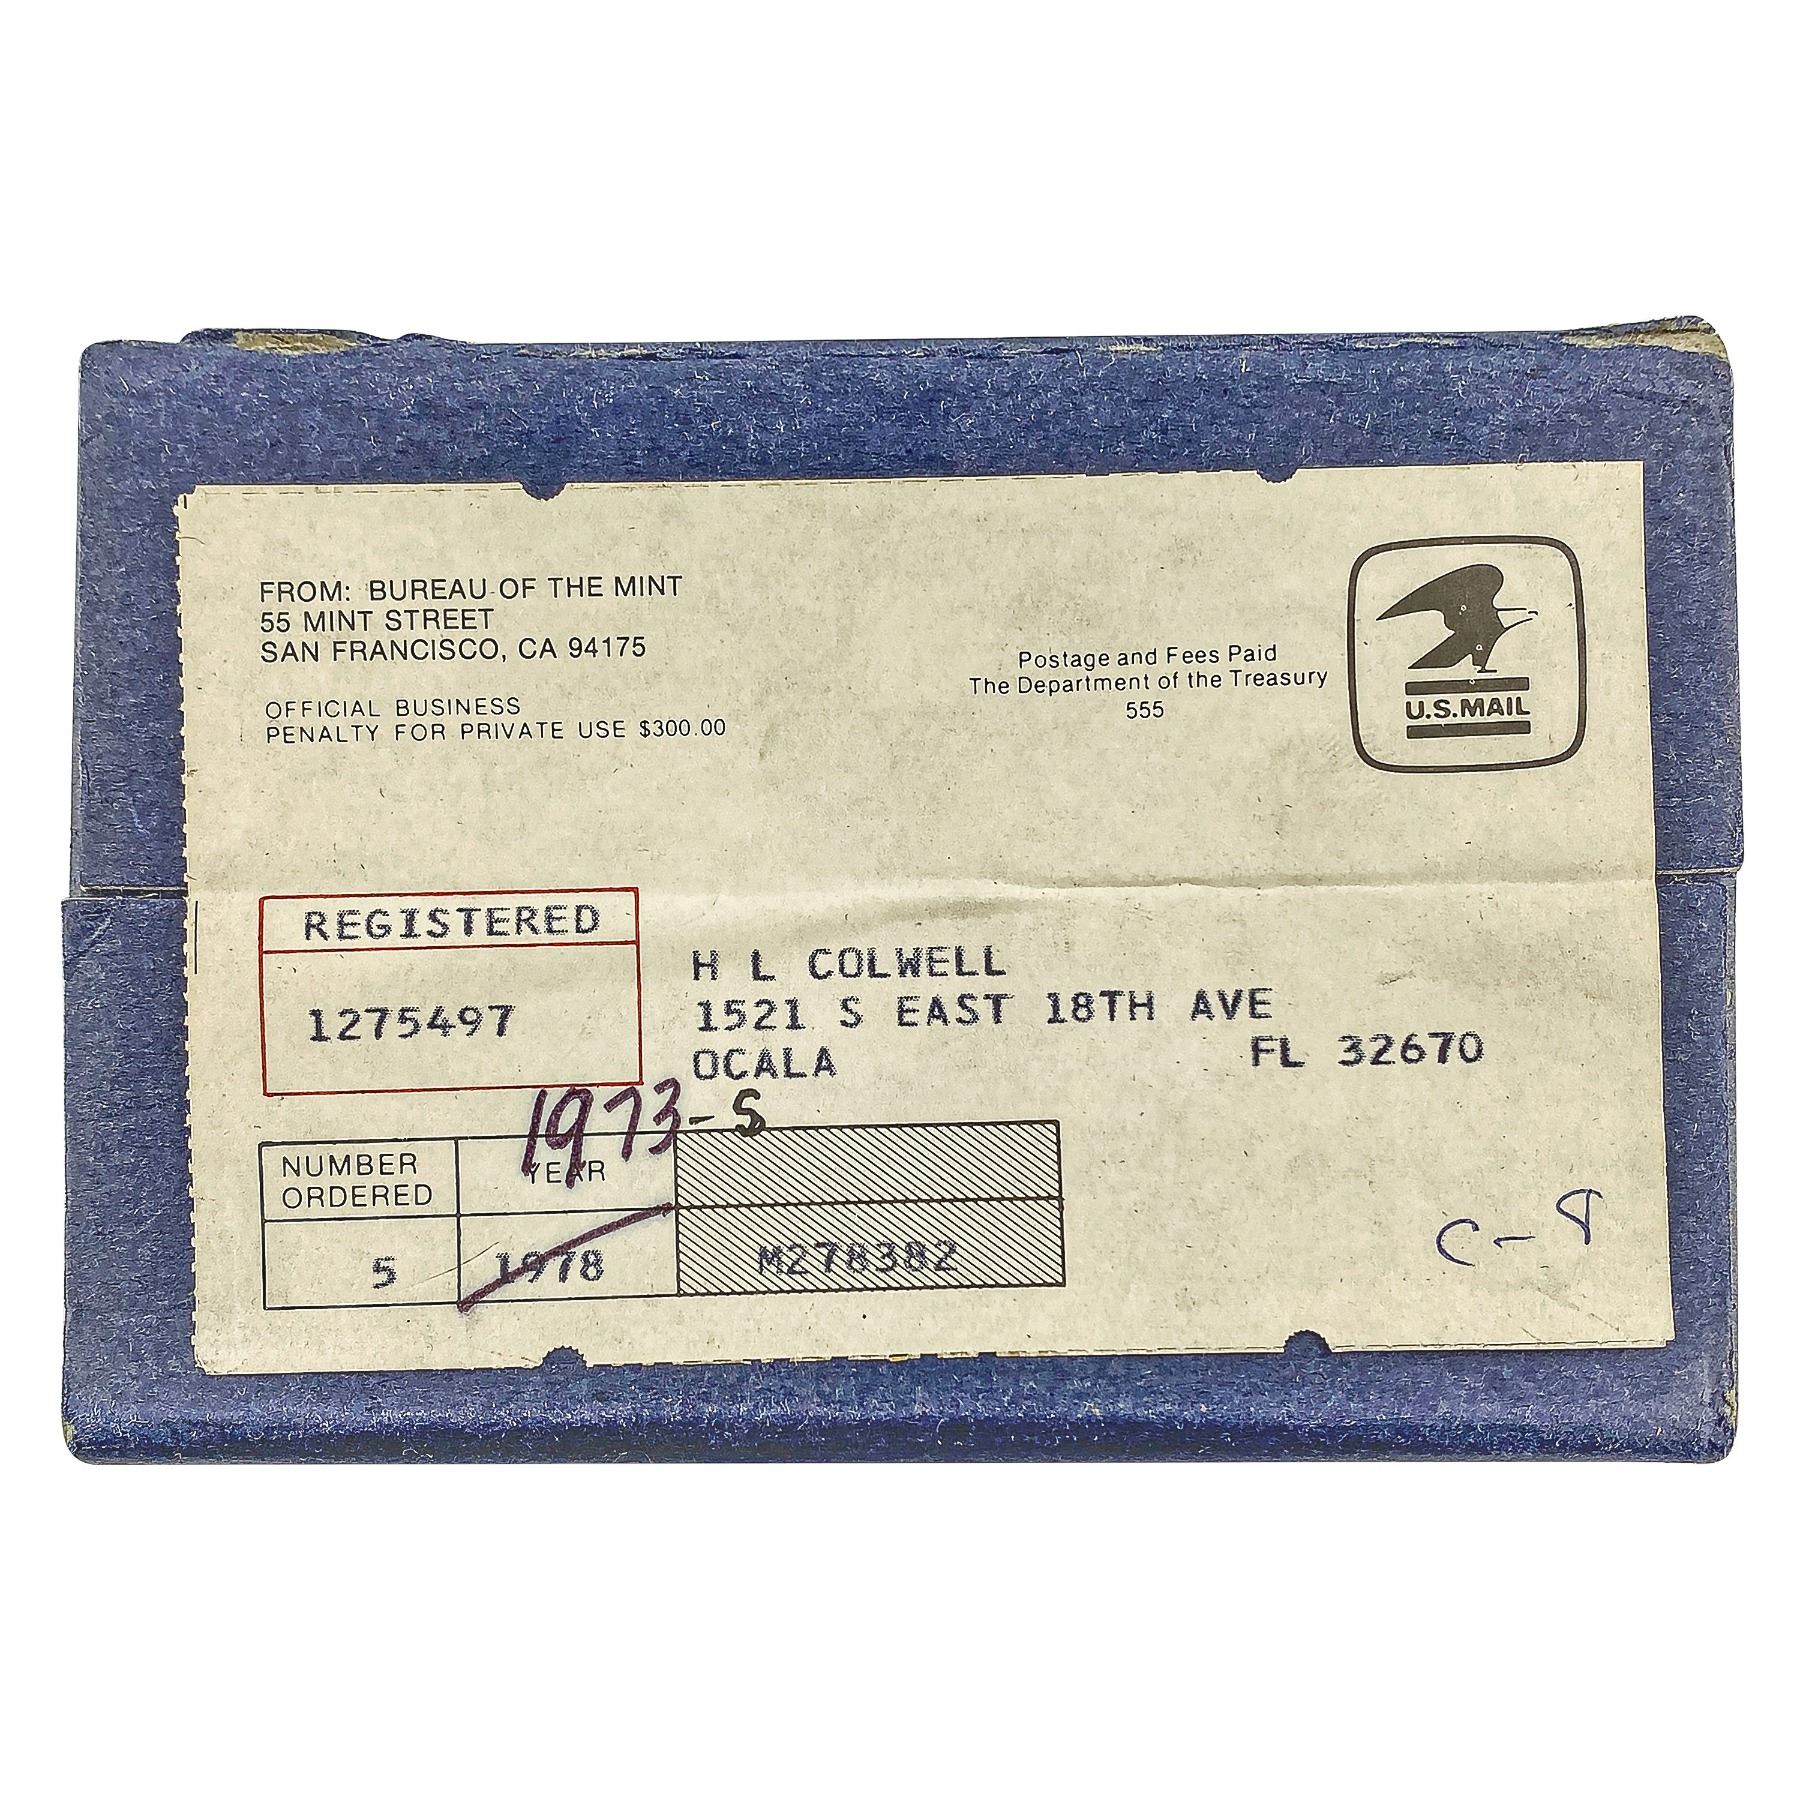 FROM: BUREAU OF THE MINT
55 MINT STREET
SAN FRANCISCO, CA 94175
OFFICIAL BUSINESS
PENALTY FOR PRIVATE USE $300.00
Postage and Fees Paid
The Department of the Treasury
555
U.S.MAIL
REGISTERED
1275497
H L COLWELL
1521 S EAST 18TH AVE
OCALA FL 32670
1973-S
NUMBER
ORDERED
YEAR
5
1978
M278382
C-8